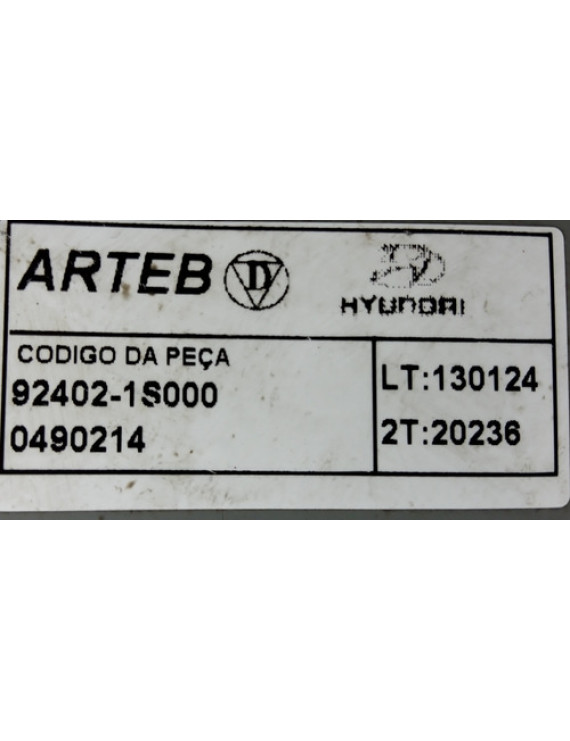 ARTEB D
HYUNDAI
CODIGO DA PEÇA
92402-1S000
0490214
LT:130124
2T:20236